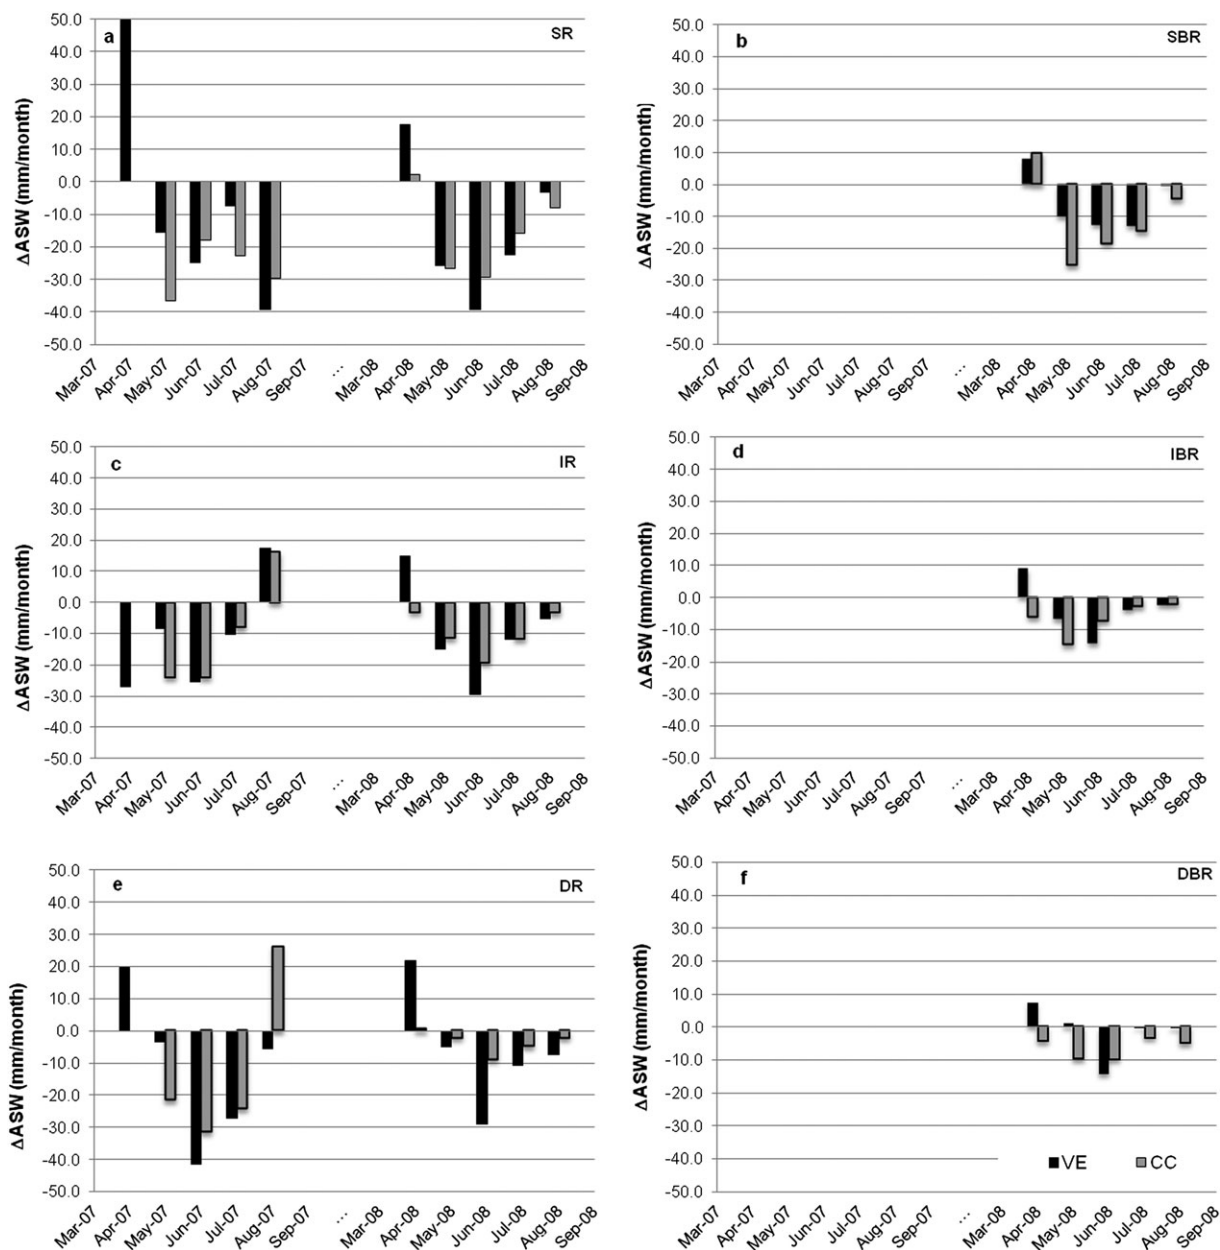 a
SR
ΔASW (mm/month)
50.0
40.0
30.0
20.0
10.0
0.0
-10.0
-20.0
-30.0
-40.0
-50.0
Mar-07
Apr-07
May-07
Jun-07
Jul-07
Aug-07
Sep-07
...
Mar-08
Apr-08
May-08
Jun-08
Jul-08
Aug-08
Sep-08
b
SBR
ΔASW (mm/month)
50.0
40.0
30.0
20.0
10.0
0.0
-10.0
-20.0
-30.0
-40.0
-50.0
Mar-07
Apr-07
May-07
Jun-07
Jul-07
Aug-07
Sep-07
...
Mar-08
Apr-08
May-08
Jun-08
Jul-08
Aug-08
Sep-08
c
IR
ΔASW (mm/month)
50.0
40.0
30.0
20.0
10.0
0.0
-10.0
-20.0
-30.0
-40.0
-50.0
Mar-07
Apr-07
May-07
Jun-07
Jul-07
Aug-07
Sep-07
...
Mar-08
Apr-08
May-08
Jun-08
Jul-08
Aug-08
Sep-08
d
IBR
ΔASW (mm/month)
50.0
40.0
30.0
20.0
10.0
0.0
-10.0
-20.0
-30.0
-40.0
-50.0
Mar-07
Apr-07
May-07
Jun-07
Jul-07
Aug-07
Sep-07
...
Mar-08
Apr-08
May-08
Jun-08
Jul-08
Aug-08
Sep-08
e
DR
ΔASW (mm/month)
50.0
40.0
30.0
20.0
10.0
0.0
-10.0
-20.0
-30.0
-40.0
-50.0
Mar-07
Apr-07
May-07
Jun-07
Jul-07
Aug-07
Sep-07
...
Mar-08
Apr-08
May-08
Jun-08
Jul-08
Aug-08
Sep-08
f
DBR
ΔASW (mm/month)
50.0
40.0
30.0
20.0
10.0
0.0
-10.0
-20.0
-30.0
-40.0
-50.0
VE CC
Mar-07
Apr-07
May-07
Jun-07
Jul-07
Aug-07
Sep-07
...
Mar-08
Apr-08
May-08
Jun-08
Jul-08
Aug-08
Sep-08